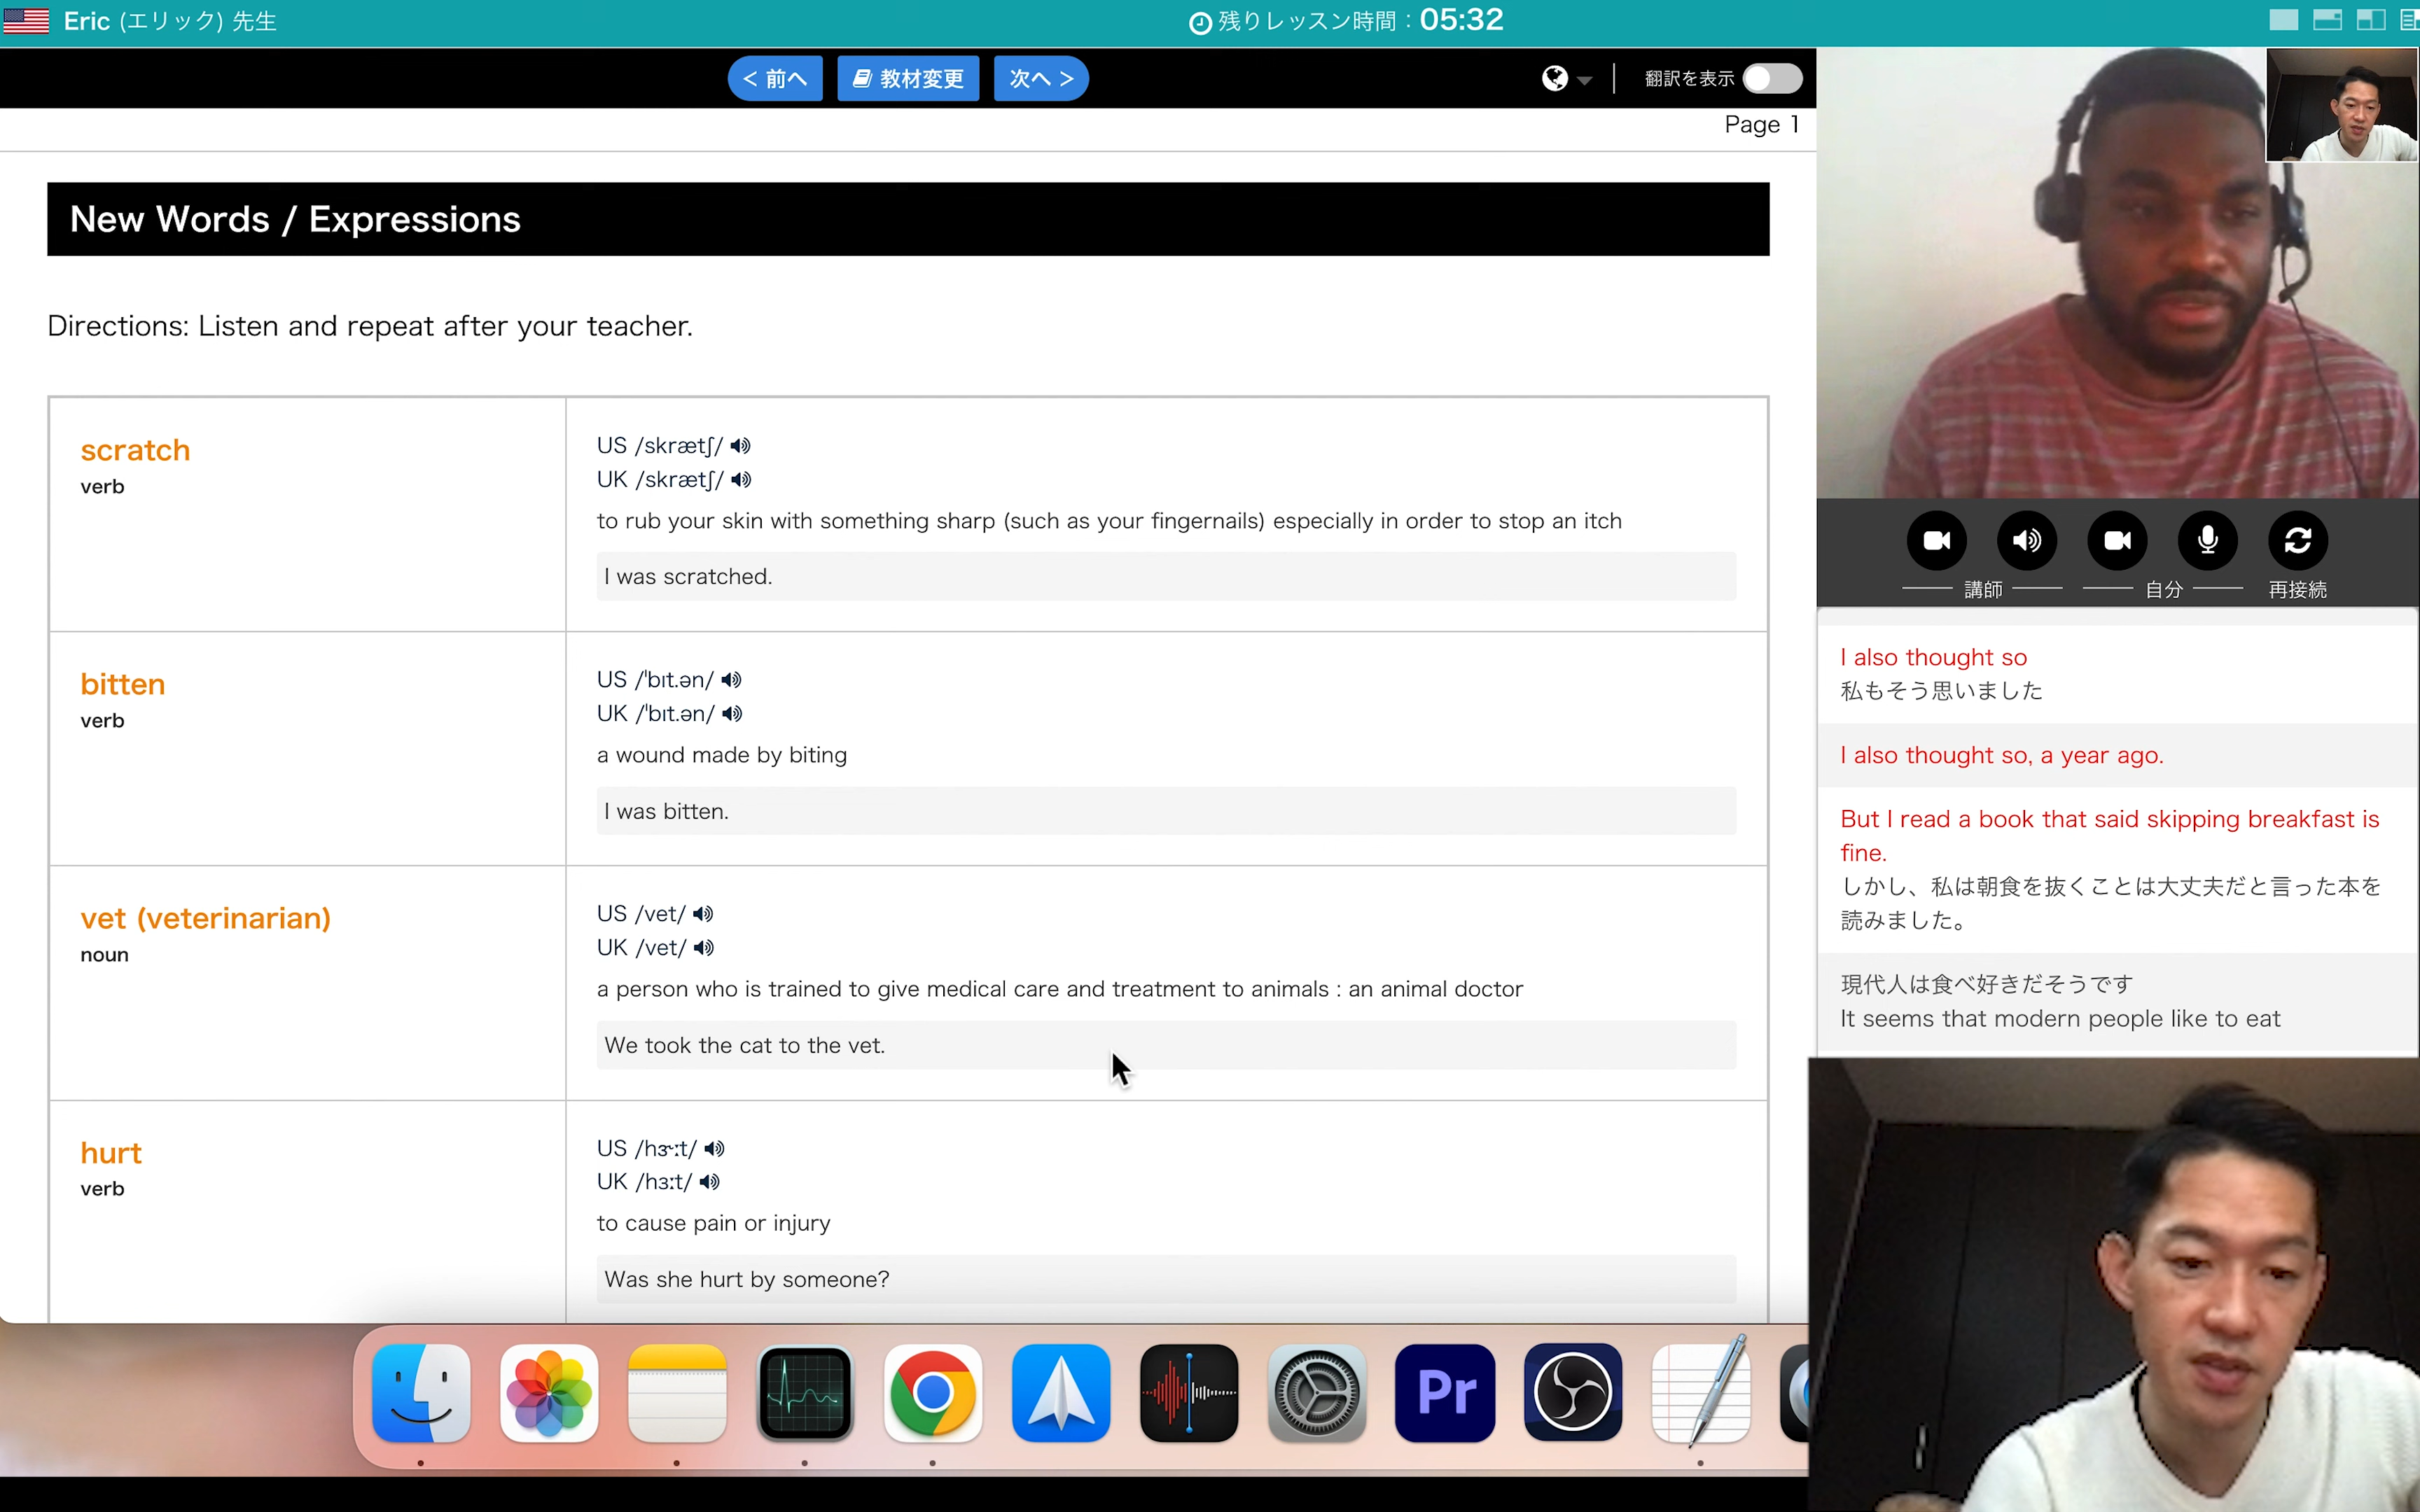 Eric (エリック) 先生
残りレッスン時間：05:32
< 前へ
教材変更
次へ >
翻訳を表示
Page 1
New Words / Expressions
Directions: Listen and repeat after your teacher.
scratch
verb
US /skrætʃ/
UK /skrætʃ/
to rub your skin with something sharp (such as your fingernails) especially in order to stop an itch
I was scratched.
bitten
verb
US /ˈbɪt.ən/
UK /ˈbɪt.ən/
a wound made by biting
I was bitten.
vet (veterinarian)
noun
US /vet/
UK /vet/
a person who is trained to give medical care and treatment to animals : an animal doctor
We took the cat to the vet.
hurt
verb
US /hɝːt/
UK /hɜːt/
to cause pain or injury
Was she hurt by someone?
講師
自分
再接続
I also thought so
私もそう思いました
I also thought so, a year ago.
But I read a book that said skipping breakfast is
fine.
しかし、私は朝食を抜くことは大丈夫だと言った本を
読みました。
現代人は食べ好きだそうです
It seems that modern people like to eat
Pr